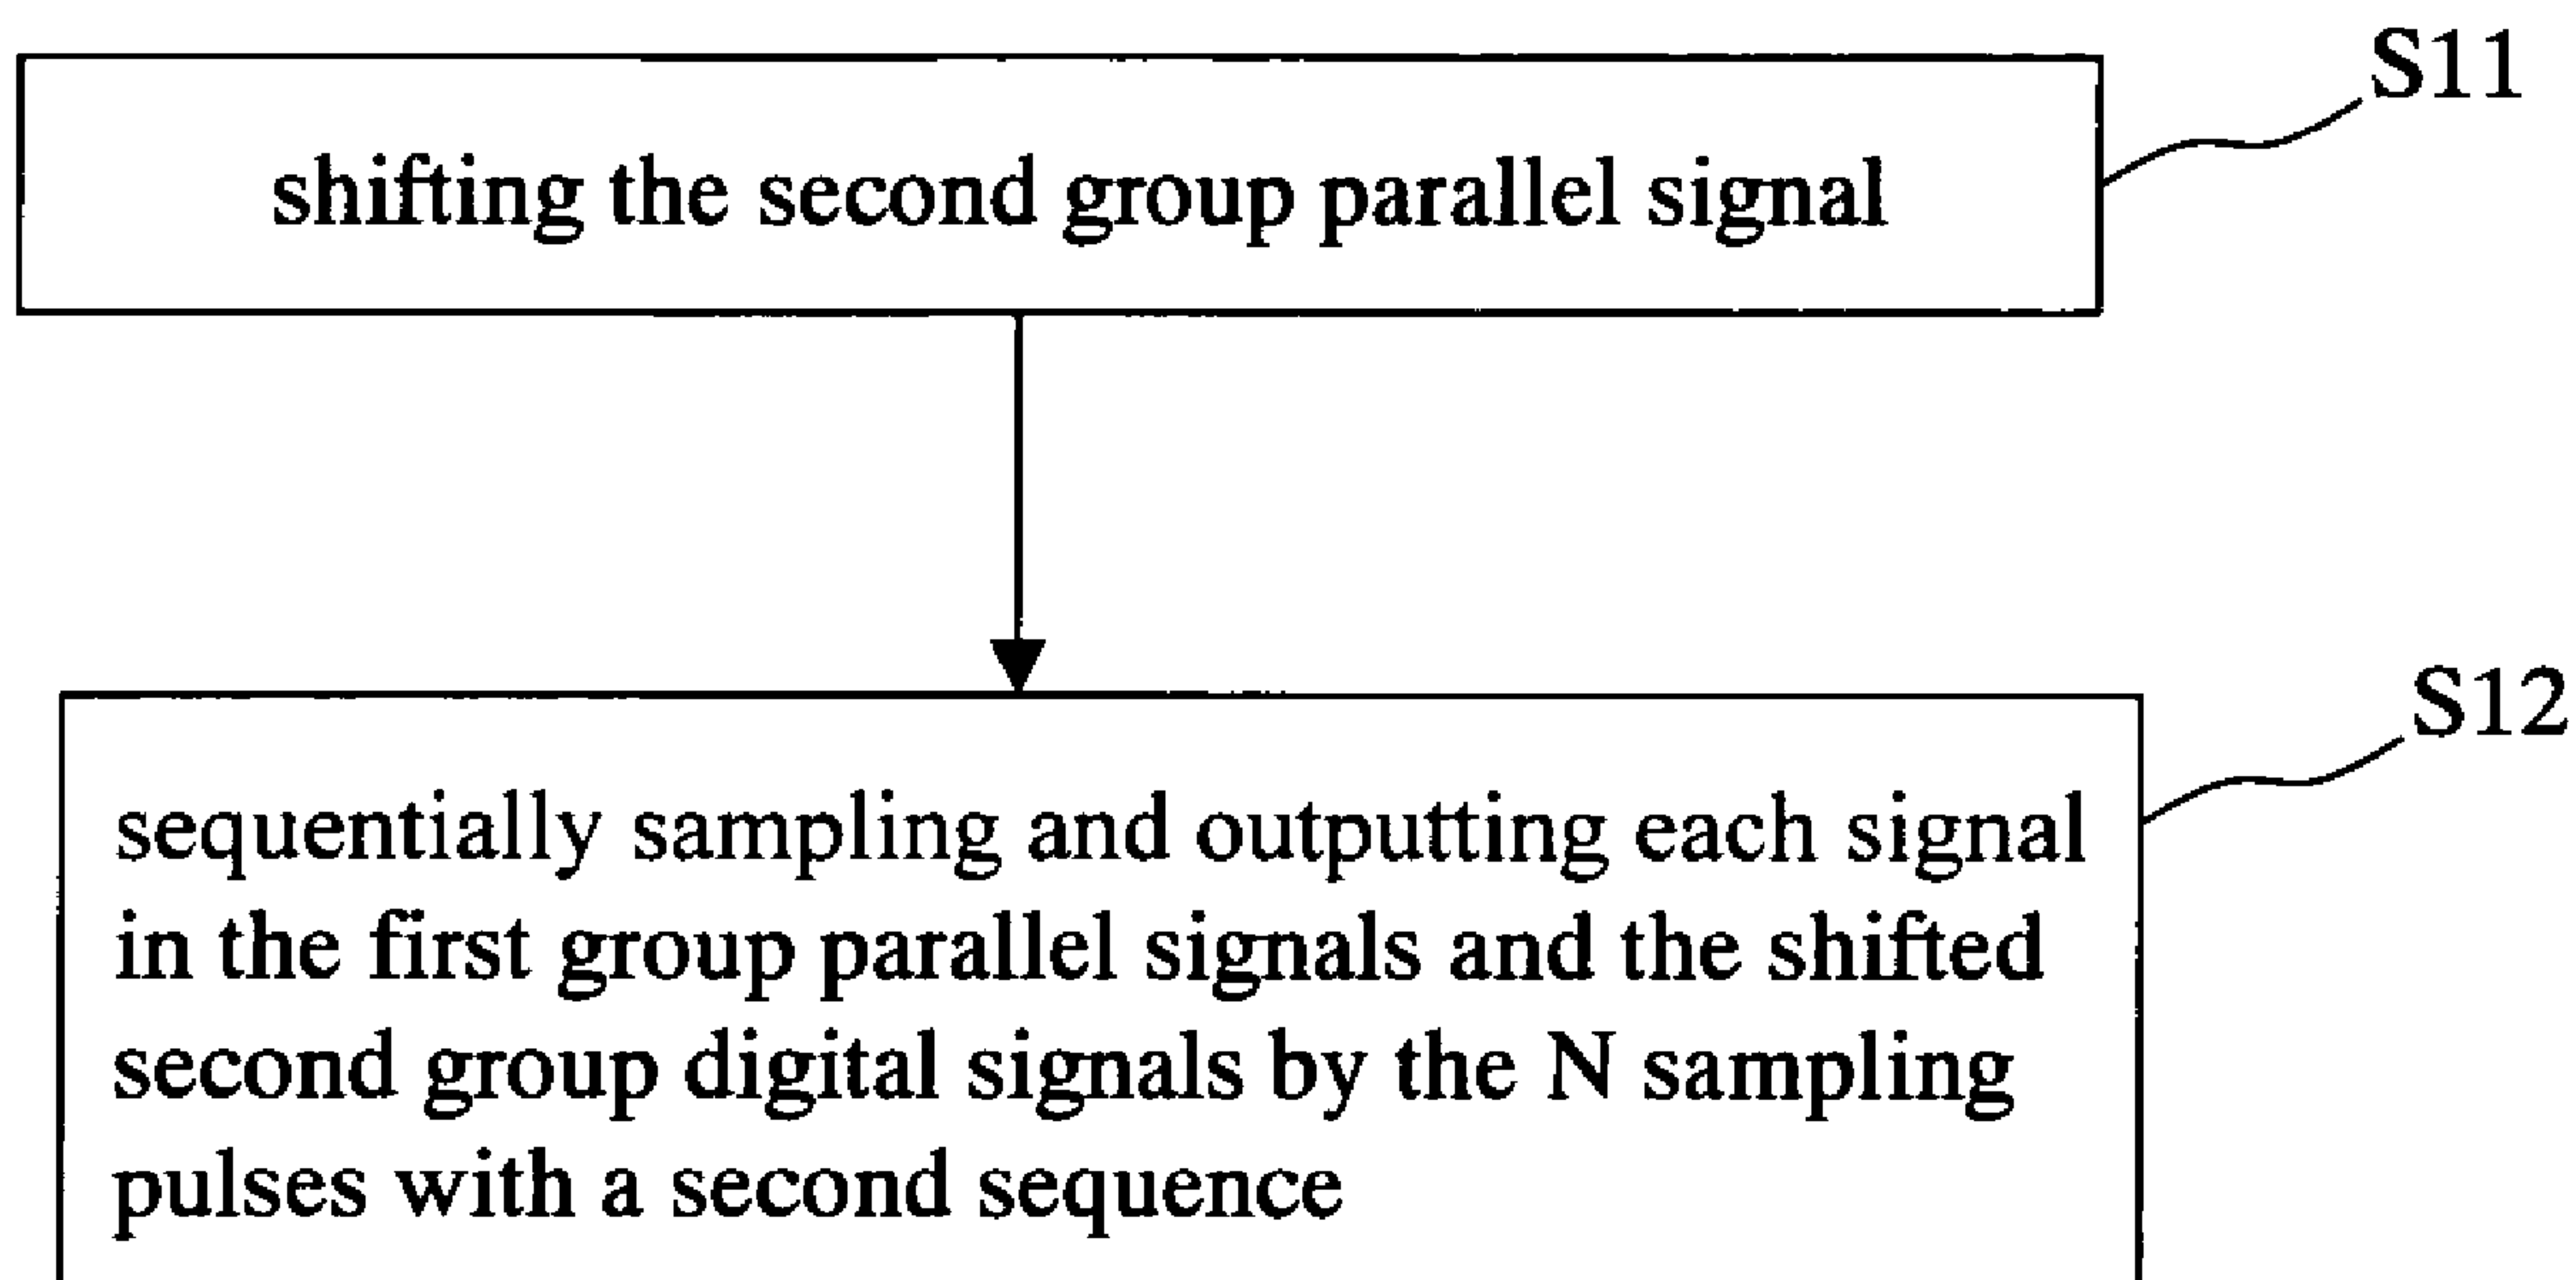 S11
shifting the second group parallel signal
S12
sequentially sampling and outputting each signal
in the first group parallel signals and the shifted
second group digital signals by the N sampling
pulses with a second sequence